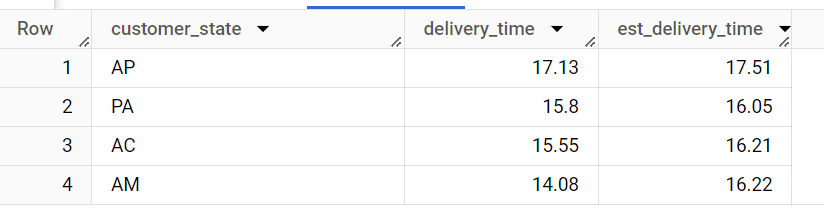 Row customer_state delivery_time est_delivery_time
1 AP 17.13 17.51
2 PA 15.8 16.05
3 AC 15.55 16.21
4 AM 14.08 16.22